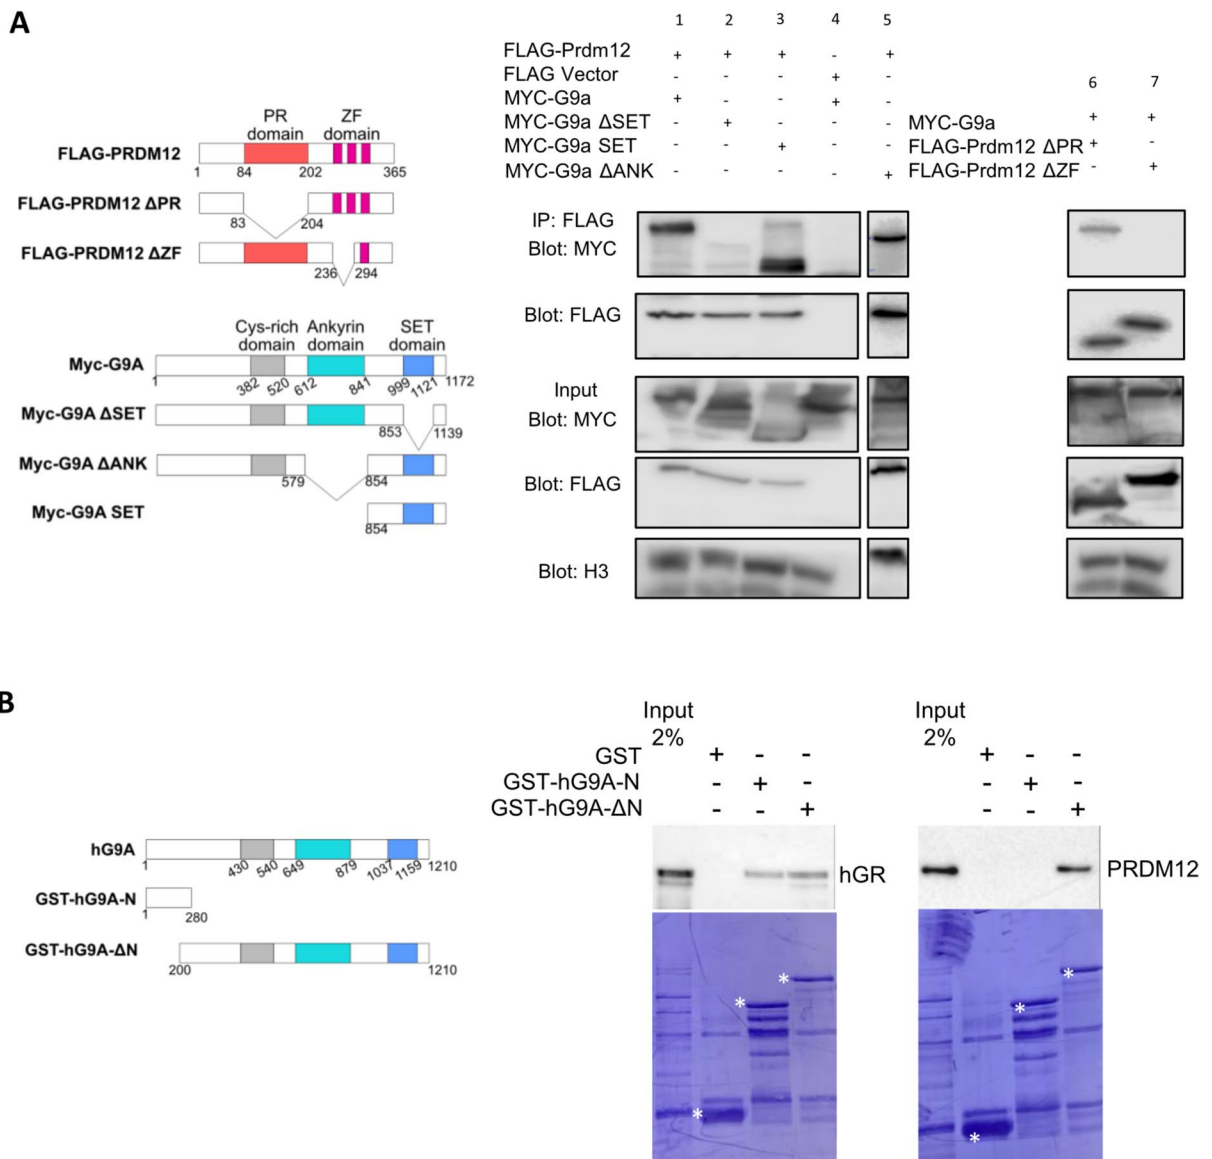 A
1 2 3 4 5
FLAG-Prdm12 + + + - +
FLAG Vector - - - + -
MYC-G9a + - - + -
MYC-G9a ΔSET - + - - -
MYC-G9a SET - - + - -
MYC-G9a ΔANK - - - - +
6 7
MYC-G9a + +
FLAG-Prdm12 ΔPR + -
FLAG-Prdm12 ΔZF - +
PR domain
ZF domain
FLAG-PRDM12
1 84 202 365
FLAG-PRDM12 ΔPR
83 204
FLAG-PRDM12 ΔZF
236 294
Cys-rich domain
Ankyrin domain
SET domain
Myc-G9A
1 382 520 612 841 999 1121 1172
Myc-G9A ΔSET
853 1139
Myc-G9A ΔANK
579 854
Myc-G9A SET
854
IP: FLAG
Blot: MYC
Blot: FLAG
Input
Blot: MYC
Blot: FLAG
Blot: H3
B
hG9A
1 430 540 649 879 1037 1159 1210
GST-hG9A-N
1 280
GST-hG9A-ΔN
200 1210
Input
2%
GST + - -
GST-hG9A-N - + -
GST-hG9A-ΔN - - +
hGR
* * *
Input
2%
+ - -
- + -
- - +
PRDM12
* * *